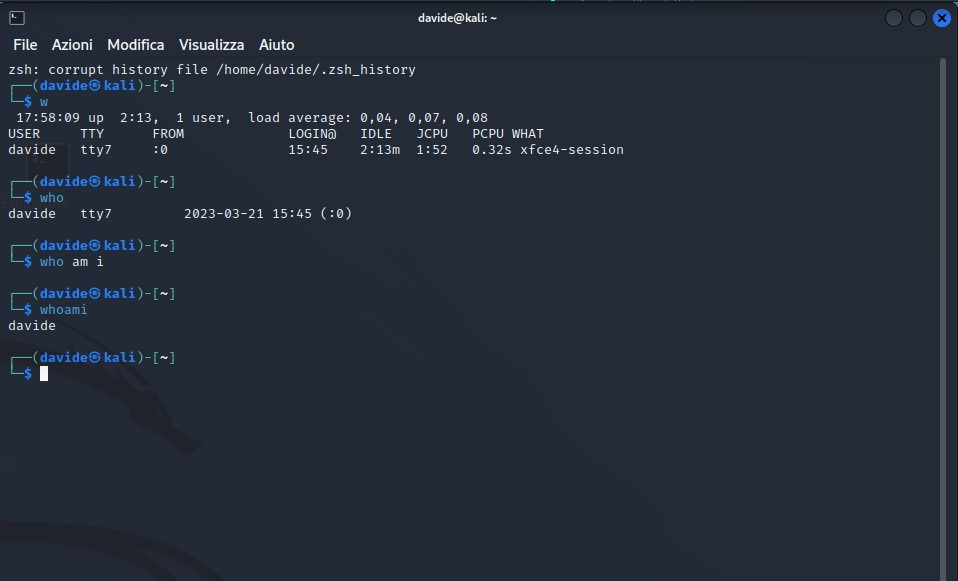 davide@kali: ~
File Azioni Modifica Visualizza Aiuto
zsh: corrupt history file /home/davide/.zsh_history
┌──(davide㉿kali)-[~]
└─$ w
 17:58:09 up  2:13,  1 user,  load average: 0,04, 0,07, 0,08
USER     TTY      FROM             LOGIN@   IDLE   JCPU   PCPU WHAT
davide   tty7     :0               15:45    2:13m  1:52   0.32s xfce4-session
┌──(davide㉿kali)-[~]
└─$ who
davide   tty7         2023-03-21 15:45 (:0)
┌──(davide㉿kali)-[~]
└─$ who am i
┌──(davide㉿kali)-[~]
└─$ whoami
davide
┌──(davide㉿kali)-[~]
└─$